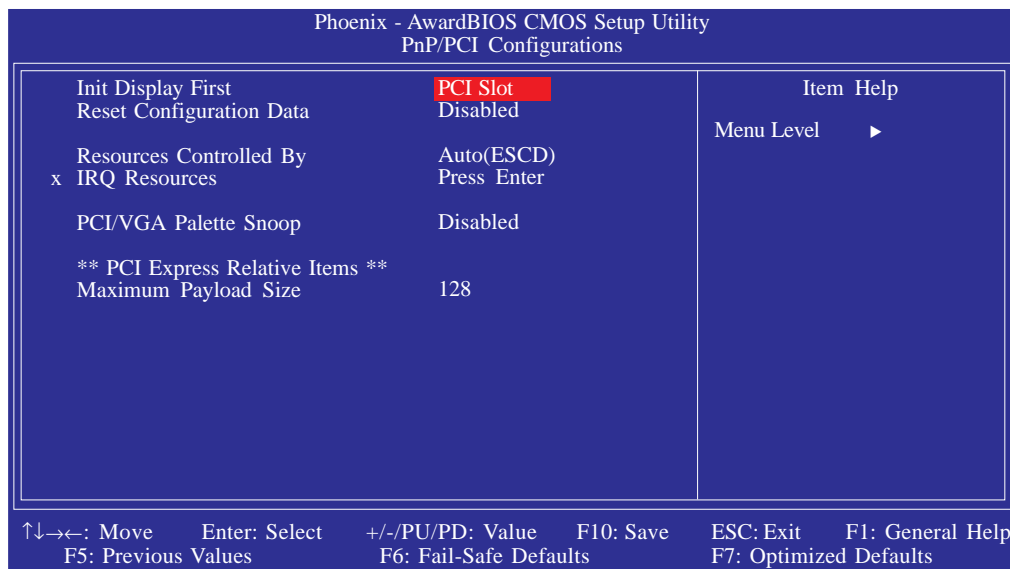 Phoenix - AwardBIOS CMOS Setup Utility
PnP/PCI Configurations
Init Display First PCI Slot Item Help
Reset Configuration Data Disabled
Menu Level ▶
Resources Controlled By Auto(ESCD)
x IRQ Resources Press Enter
PCI/VGA Palette Snoop Disabled
** PCI Express Relative Items **
Maximum Payload Size 128
↑↓→←: Move Enter: Select +/-/PU/PD: Value F10: Save ESC: Exit F1: General Help
F5: Previous Values F6: Fail-Safe Defaults F7: Optimized Defaults